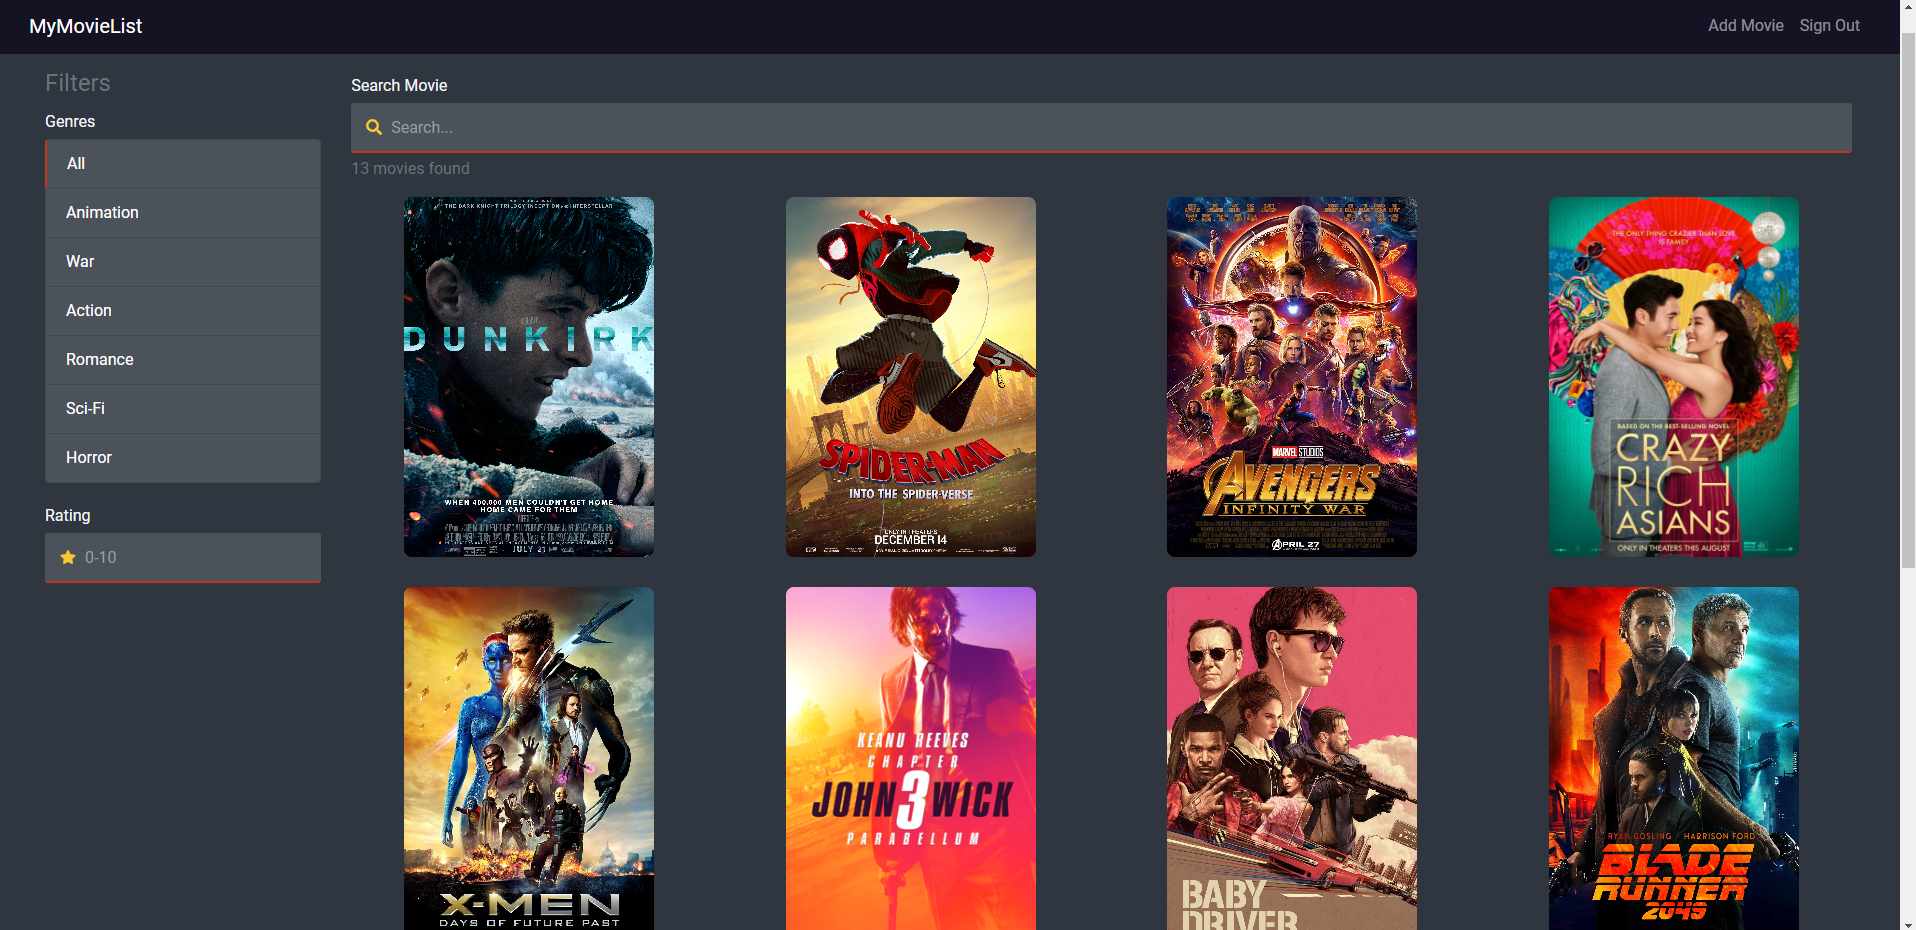 MyMovieList
Add Movie
Sign Out
Filters
Genres
All
Animation
War
Action
Romance
Sci-Fi
Horror
Rating
0-10
Search Movie
Search...
13 movies found
THE DARK KNIGHT TRILOGY INCEPTION AND INTERSTELLAR
DUNKIRK
WHEN 400,000 MEN COULDN'T GET HOME,
HOME CAME FOR THEM
JULY 21
SPIDER-MAN
INTO THE SPIDER-VERSE
ONLY IN THEATERS
DECEMBER 14
MARVEL STUDIOS
AVENGERS
INFINITY WAR
APRIL 27
THE ONLY THING CRAZIER THAN LOVE
IS FAMILY
BASED ON THE BEST-SELLING NOVEL
CRAZY
RICH
ASIANS
ONLY IN THEATERS THIS AUGUST
X-MEN
DAYS OF FUTURE PAST
KEANU REEVES
CHAPTER
JOHN 3 WICK
PARABELLUM
BABY
DRIVER
RYAN GOSLING HARRISON FORD
BLADE
RUNNER
2049